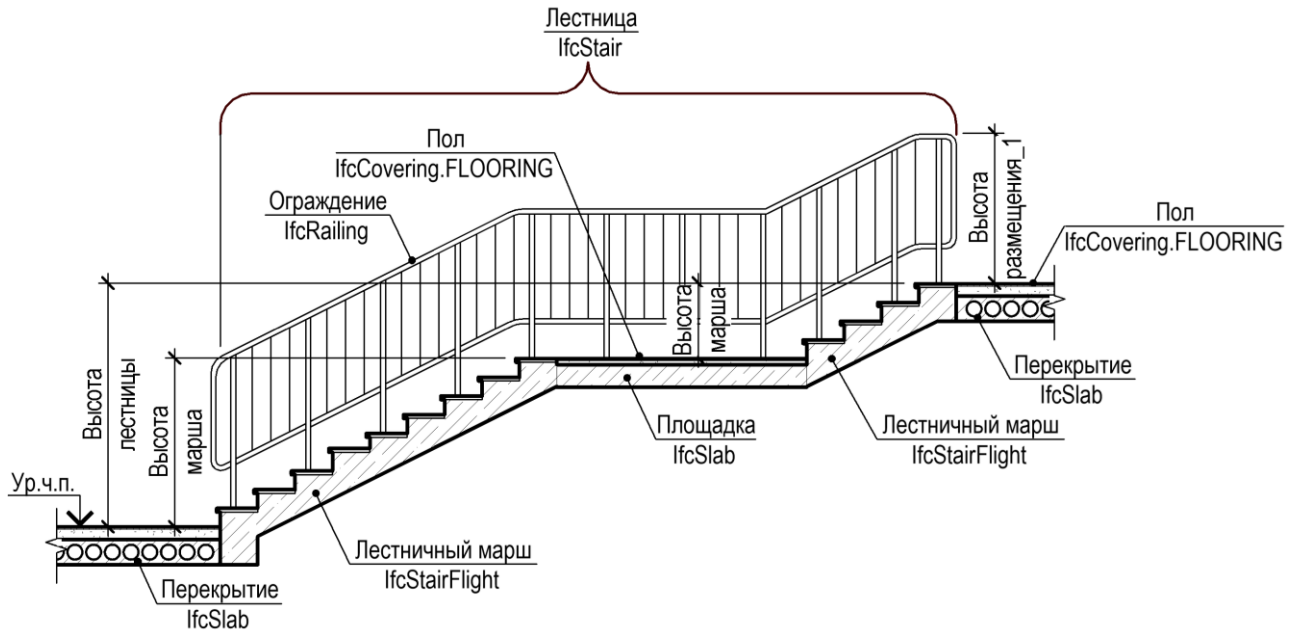 Лестница
IfcStair
Пол
IfcCovering.FLOORING
Ограждение
IfcRailing
Высота
размещения_1
Пол
IfcCovering.FLOORING
Высота
марша
Высота
лестницы
Высота
марша
Перекрытие
IfcSlab
Площадка
IfcSlab
Лестничный марш
IfcStairFlight
Ур.ч.п.
Лестничный марш
IfcStairFlight
Перекрытие
IfcSlab